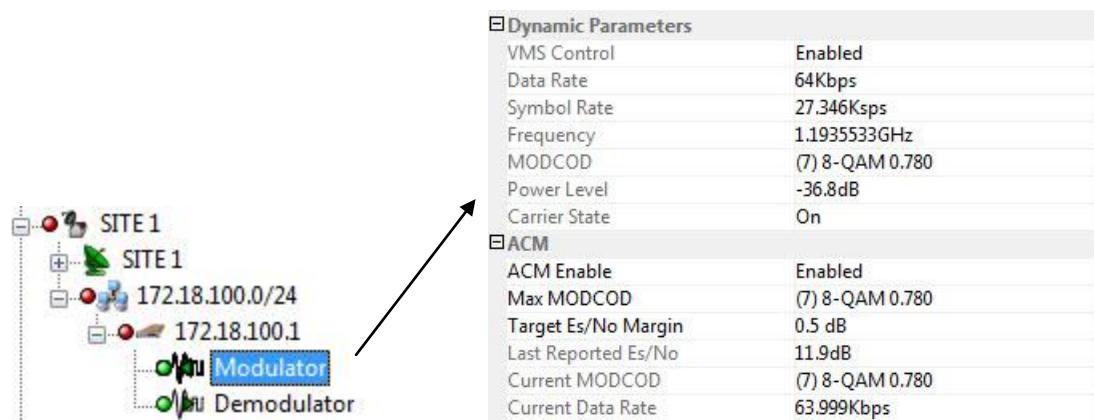 SITE 1
SITE 1
172.18.100.0/24
172.18.100.1
Modulator
Demodulator
Dynamic Parameters
VMS Control Enabled
Data Rate 64Kbps
Symbol Rate 27.346Ksps
Frequency 1.1935533GHz
MODCOD (7) 8-QAM 0.780
Power Level -36.8dB
Carrier State On
ACM
ACM Enable Enabled
Max MODCOD (7) 8-QAM 0.780
Target Es/No Margin 0.5 dB
Last Reported Es/No 11.9dB
Current MODCOD (7) 8-QAM 0.780
Current Data Rate 63.999Kbps